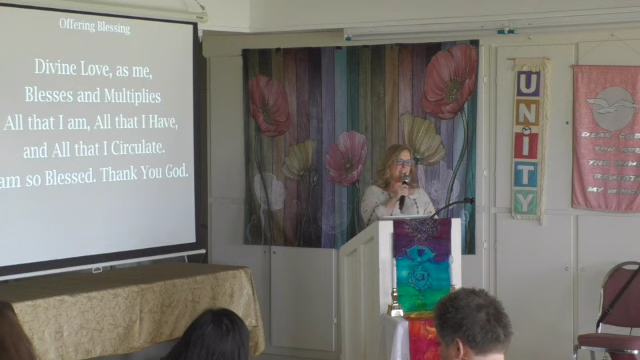 Offering Blessing
Divine Love, as me,
Blesses and Multiplies
All that I am, All that I Have,
and All that I Circulate.
am so Blessed. Thank You God.
UNITY